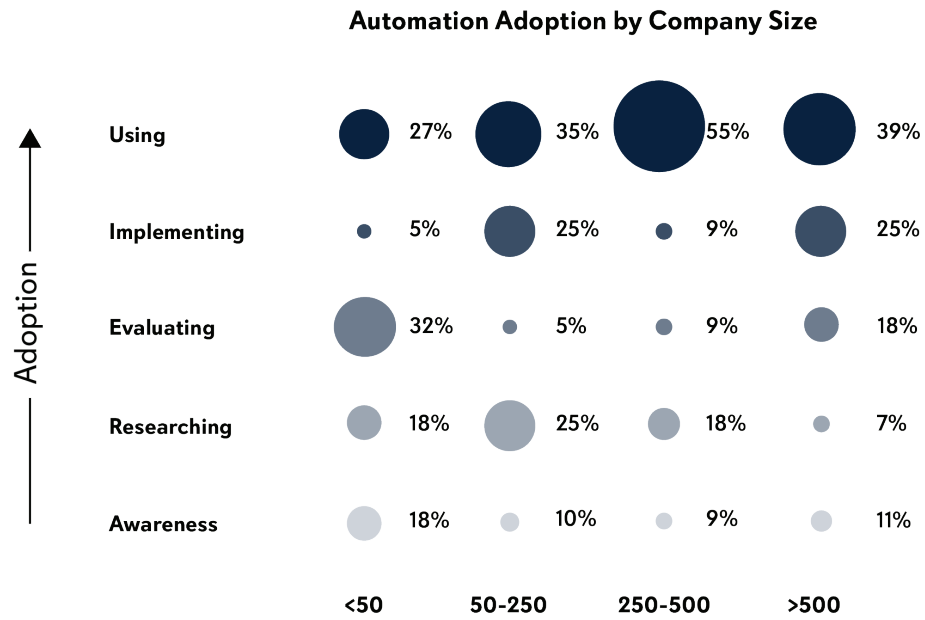 Automation Adoption by Company Size
Adoption
Using 27% 35% 55% 39%
Implementing 5% 25% 9% 25%
Evaluating 32% 5% 9% 18%
Researching 18% 25% 18% 7%
Awareness 18% 10% 9% 11%
<50 50-250 250-500 >500